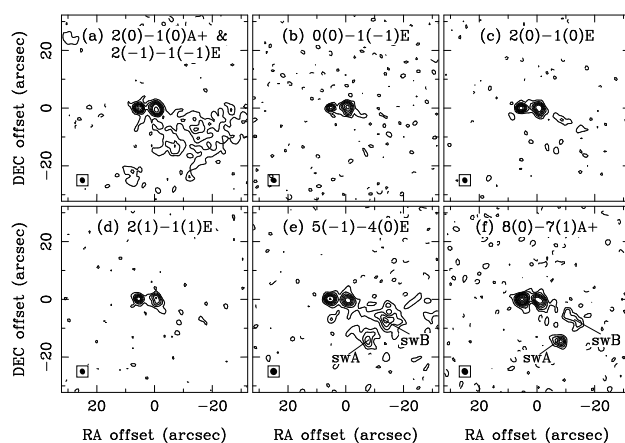 (a) 2(0)−1(0)A+ &
2(−1)−1(−1)E
(b) 0(0)−1(−1)E
(c) 2(0)−1(0)E
20
0
−20
DEC offset (arcsec)
(d) 2(1)−1(1)E
(e) 5(−1)−4(0)E
(f) 8(0)−7(1)A+
swB
swA
swB
swA
20
0
−20
DEC offset (arcsec)
20 0 −20 20 0 −20 20 0 −20
RA offset (arcsec) RA offset (arcsec) RA offset (arcsec)